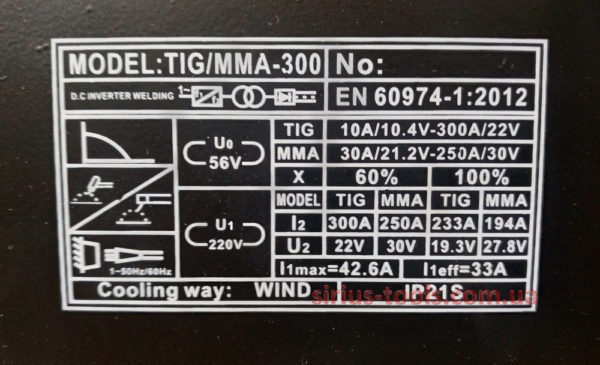 MODEL:TIG/MMA-300 No:
D.C INVERTER WELDING 1~ EN 60974-1:2012
U0 56V
TIG 10A/10.4V-300A/22V
MMA 30A/21.2V-250A/30V
X 60% 100%
MODEL TIG MMA TIG MMA
I2 300A 250A 233A 194A
U1 220V
U2 22V 30V 19.3V 27.8V
1~50Hz/60Hz
I1max=42.6A I1eff=33A
Cooling way: WIND IP21S
sirius-tools.com.ua